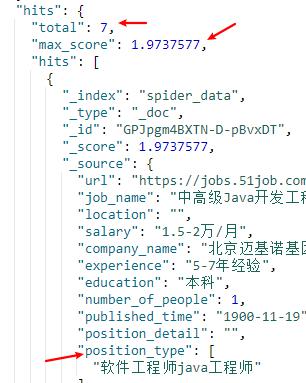 "hits": {
"total": 7,
"max_score": 1.9737577,
"hits": [
{
"_index": "spider_data",
"_type": "_doc",
"_id": "GPJpgm4BXTN-D-pBvxDT",
"_score": 1.9737577,
"_source": {
"url": "https://jobs.51job.com
"job_name": "中高级Java开发工程
"location": "",
"salary": "1.5-2万/月",
"company_name": "北京迈基诺基因
"experience": "5-7年经验",
"education": "本科",
"number_of_people": 1,
"published_time": "1900-11-19"
"position_detail": "",
"position_type": [
"软件工程师java工程师"